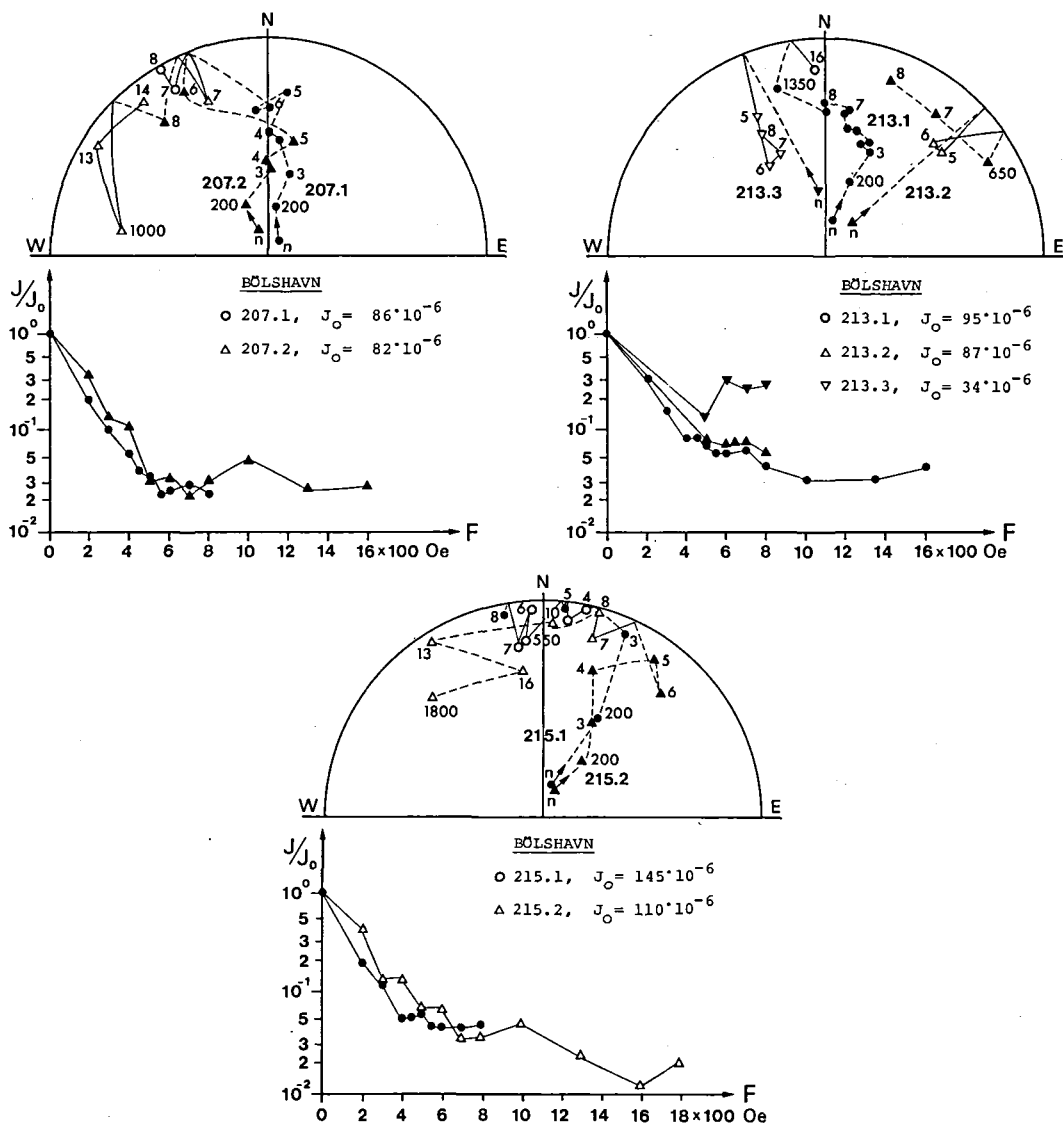 N
8
14
7
6
7
5
6
8
4
5
13
4
3
3
207.2
207.1
200
200
1000
n
n
W
E
BÖLSHAVN
207.1, J₀= 86·10⁻⁶
207.2, J₀= 82·10⁻⁶
J/J₀
10⁰
5
3
2
10⁻¹
5
3
2
10⁻²
0 2 4 6 8 10 12 14 16×100 Oe
F
N
16
1350
8
7
8
7
5
213.1
6
8
7
5
3
6
650
213.3
200
213.2
n
n
n
W
E
BÖLSHAVN
213.1, J₀= 95·10⁻⁶
213.2, J₀= 87·10⁻⁶
213.3, J₀= 34·10⁻⁶
J/J₀
10⁰
5
3
2
10⁻¹
5
3
2
10⁻²
0 2 4 6 8 10 12 14 16×100 Oe
F
N
8
6
10
5
4
8
13
7
550
7
3
16
4
5
6
1800
3
200
215.1
200
215.2
n
n
W
E
BÖLSHAVN
215.1, J₀= 145·10⁻⁶
215.2, J₀= 110·10⁻⁶
J/J₀
10⁰
5
3
2
10⁻¹
5
3
2
10⁻²
0 2 4 6 8 10 12 14 16 18×100 Oe
F